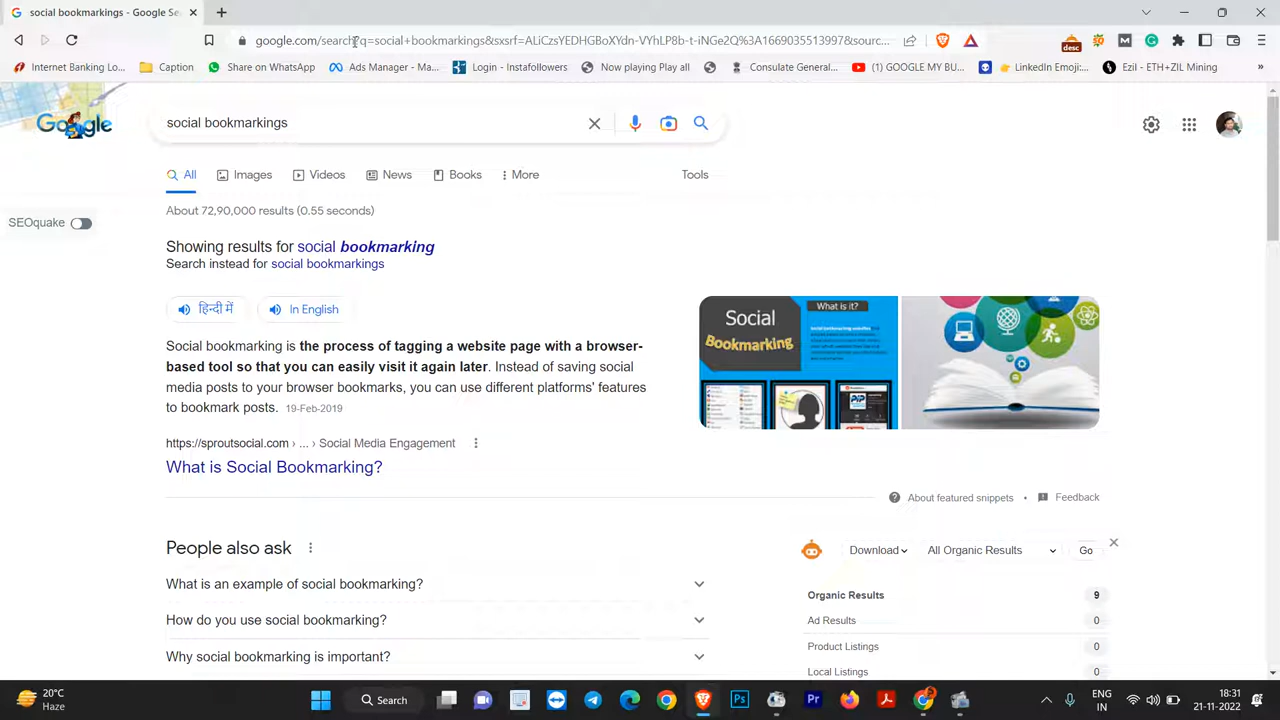 social bookmarkings - Google Se
google.com/search?q=social+bookmarkings&sxsrf=ALiCzsYEDHGBoXYdn-VYhLP8b-t-iNGe2Q%3A1669035513997&sourc...
desc
Internet Banking Lo...
Caption
Share on WhatsApp
Ads Manager - Ma...
Login - Instafollowers
Now playing Play all
Consulate General...
(1) GOOGLE MY BU...
LinkedIn Emoji:...
Ezil - ETH+ZIL Mining
»
Google
social bookmarkings
All
Images
Videos
News
Books
More
Tools
About 72,90,000 results (0.55 seconds)
SEOquake
Showing results for social bookmarking
Search instead for social bookmarkings
हिन्दी में
In English
Social bookmarking is the process of tagging a website page with a browser-
based tool so that you can easily visit it again later. Instead of saving social
media posts to your browser bookmarks, you can use different platforms' features
to bookmark posts. 19-Feb-2019
What is it?
Social
Bookmarking
https://sproutsocial.com › ... › Social Media Engagement
What is Social Bookmarking?
About featured snippets
•
Feedback
People also ask
What is an example of social bookmarking?
How do you use social bookmarking?
Why social bookmarking is important?
Download
All Organic Results
Go
Organic Results 9
Ad Results 0
Product Listings 0
Local Listings 0
20°C
Haze
Search
Ps
Pr
ENG
IN
18:31
21-11-2022